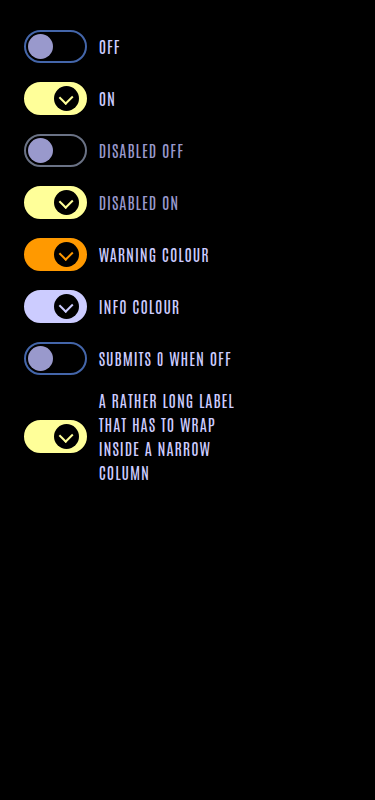 OFF
ON
DISABLED OFF
DISABLED ON
WARNING COLOUR
INFO COLOUR
SUBMITS 0 WHEN OFF
A RATHER LONG LABEL
THAT HAS TO WRAP
INSIDE A NARROW
COLUMN